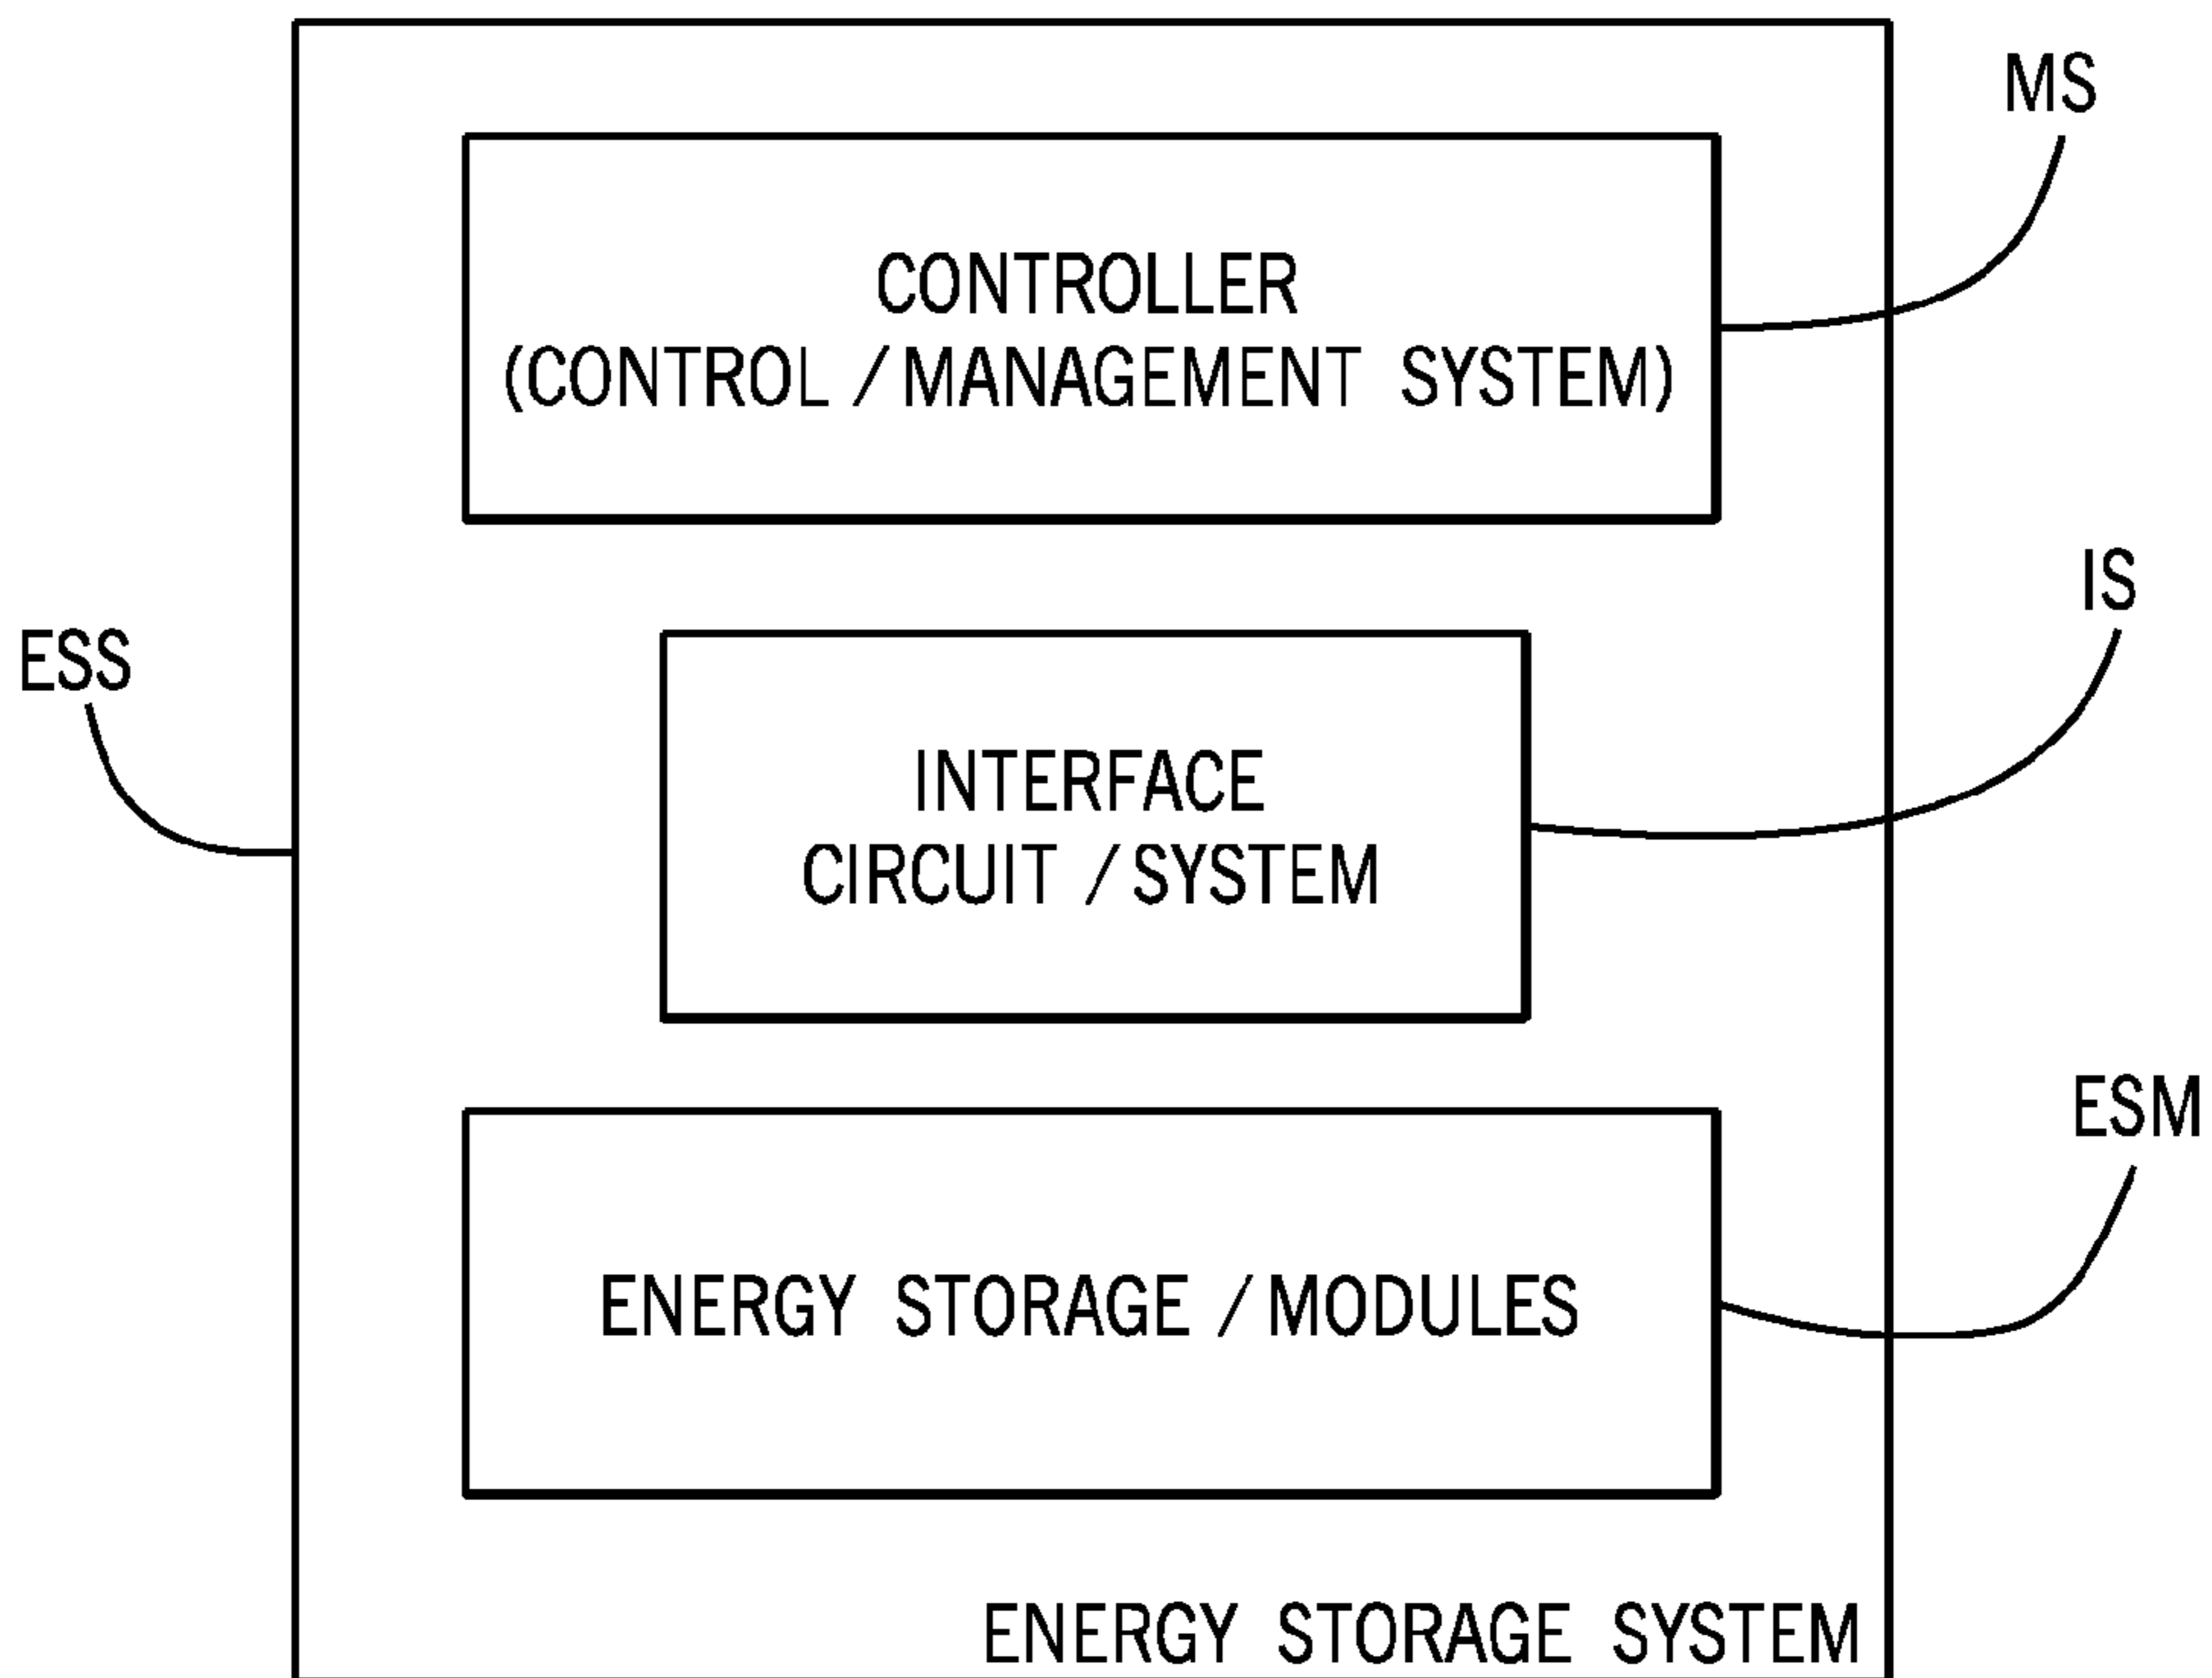 MS
CONTROLLER
(CONTROL / MANAGEMENT SYSTEM)
IS
ESS
INTERFACE
CIRCUIT / SYSTEM
ESM
ENERGY STORAGE / MODULES
ENERGY STORAGE SYSTEM